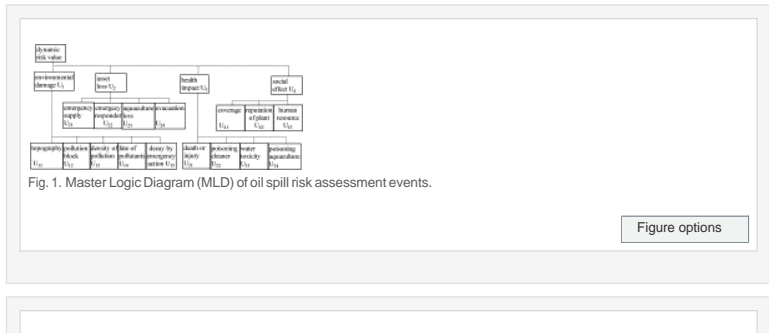 dynamic
risk value
environmental
damage U1
asset
loss U2
health
impact U3
social
effect U4
emergency
supply
U21
emergency
responder
U22
aquaculture
loss
U23
evacuation
U24
coverage
U41
reputation
of plant
U42
human
resource
U43
topography
U11
pollution
block
U12
density of
pollution
U13
fate of
pollutants
U14
decay by
emergency
action U15
death or
injury
U31
poisoning
cleaner
U32
water
toxicity
U33
poisoning
aquaculture
U34
Fig. 1. Master Logic Diagram (MLD) of oil spill risk assessment events.
Figure options